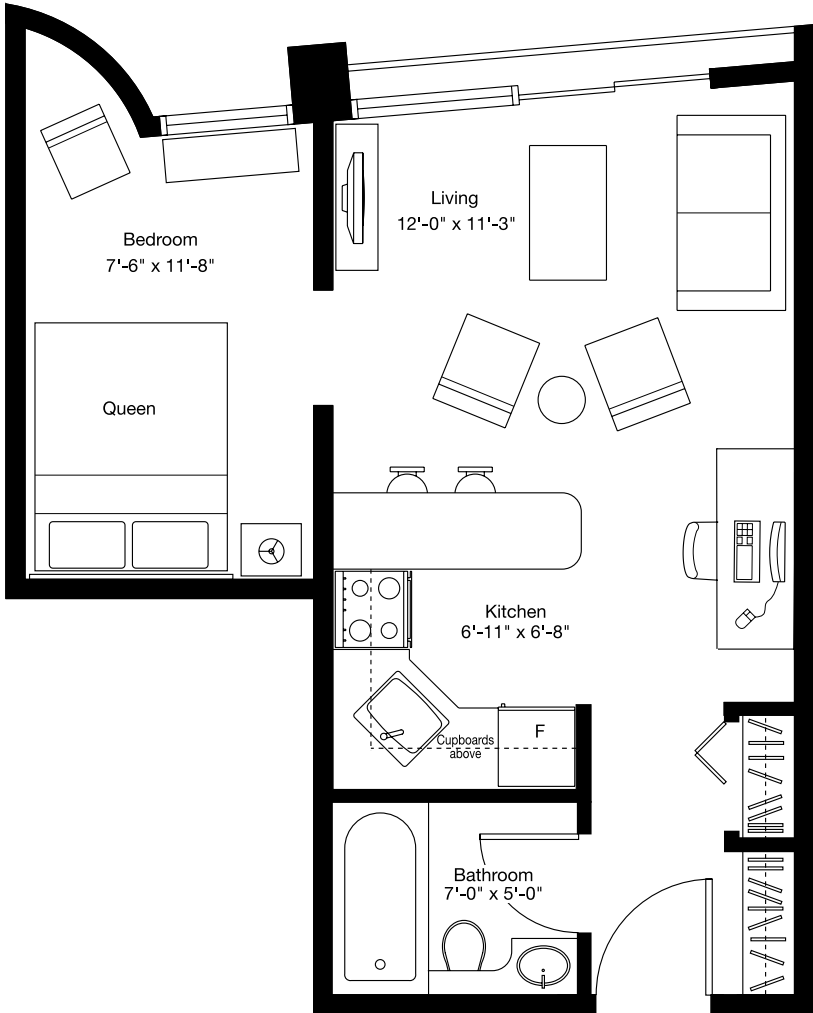 Living
12'-0" x 11'-3"
Bedroom
7'-6" x 11'-8"
Queen
Kitchen
6'-11" x 6'-8"
F
Cupboards
above
Bathroom
7'-0" x 5'-0"